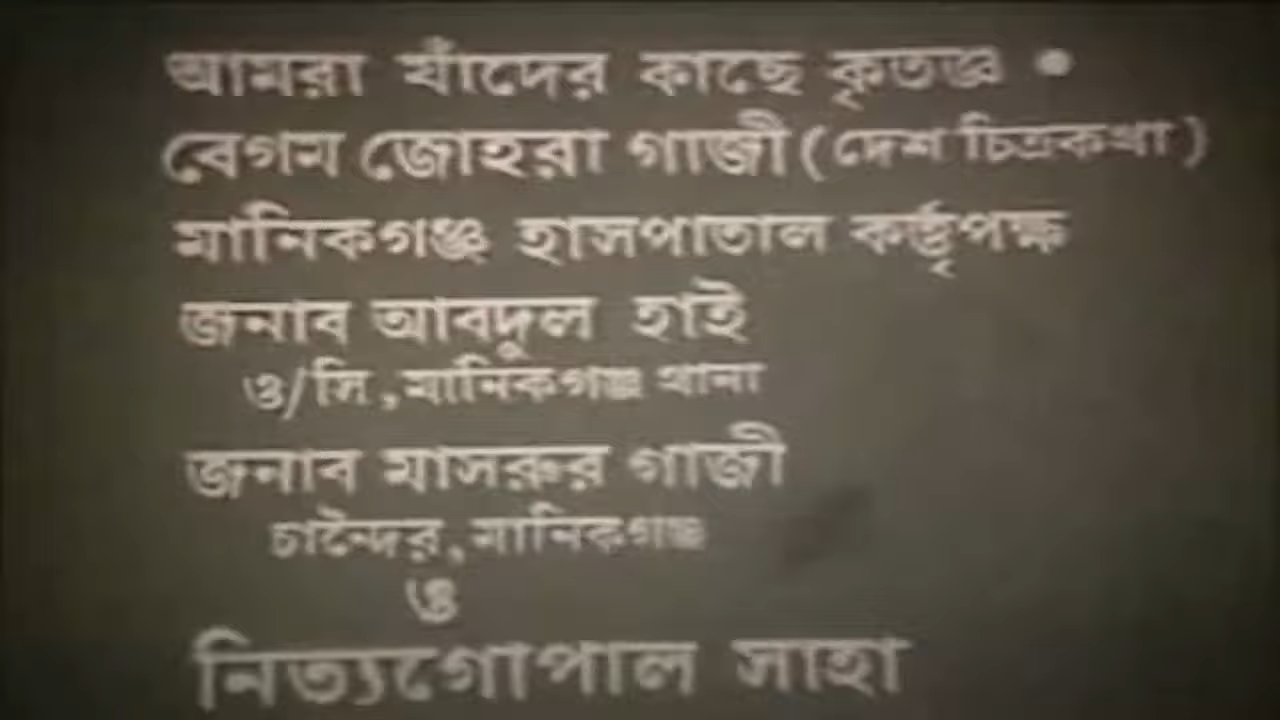 আমরা যাঁদের কাছে কৃতজ্ঞ •
বেগম জোহরা গাজী (দেশ চিত্রকথা)
মানিকগঞ্জ হাসপাতাল কর্ত্তৃপক্ষ
জনাব আবদুল হাই
ও/সি, মানিকগঞ্জ থানা
জনাব মাসরুর গাজী
মানিকগঞ্জ
ও
নিত্যগোপাল সাহা